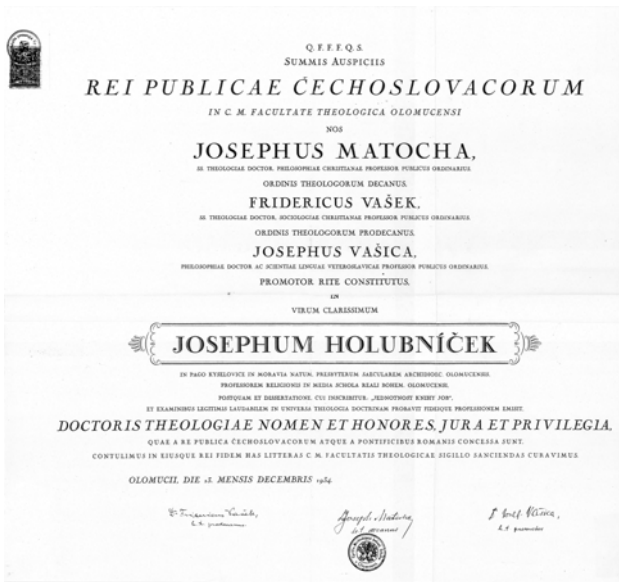 Q. F. F. F. Q. S.
SUMMIS AUSPICIIS
REI PUBLICAE ČECHOSLOVACORUM
IN C. M. FACULTATE THEOLOGICA OLOMUCENSI
NOS
JOSEPHUS MATOCHA,
SS. THEOLOGIAE DOCTOR, PHILOSOPHIAE CHRISTIANAE PROFESSOR PUBLICUS ORDINARIUS
ORDINIS THEOLOGORUM DECANUS,
FRIDERICUS VAŠEK,
SS. THEOLOGIAE DOCTOR, SOCIOLOGIAE CHRISTIANAE PROFESSOR PUBLICUS ORDINARIUS
ORDINIS THEOLOGORUM PRODECANUS,
JOSEPHUS VAŠICA,
PHILOSOPHIAE DOCTOR AC SCIENTIAE LINGUAE VETEROSLAVICAE PROFESSOR PUBLICUS ORDINARIUS.
PROMOTOR RITE CONSTITUTUS,
IN
VIRUM CLARISSIMUM
JOSEPHUM HOLUBNÍČEK
IN PAGO KYSELOVICE IN MORAVIA NATUM, PRESBYTERUM SAECULAREM ARCHIDIOEC. OLOMUCENSIS
PROFESSOREM RELIGIONIS IN MEDIA SCHOLA REALI BOHEM. OLOMUCENSI,
POSTQUAM ET DISSERTATIONE, CUI INSCRIBITUR: „JEDNOTNOST KNIHY JOB“,
ET EXAMINIBUS LEGITIMIS LAUDABILEM IN UNIVERSA THEOLOGIA DOCTRINAM PROBAVIT FIDEIQUE PROFESSIONEM EMISIT,
DOCTORIS THEOLOGIAE NOMEN ET HONORES, JURA ET PRIVILEGIA,
QUAE A RE PUBLICA ČECHOSLOVACORUM ATQUE A PONTIFICIBUS ROMANIS CONCESSA SUNT,
CONTULIMUS IN EJUSQUE REI FIDEM HAS LITTERAS C. M. FACULTATIS THEOLOGICAE SIGILLO SANCIENDAS CURAVIMUS.
OLOMUCII, DIE 15. MENSIS DECEMBRIS 1934.